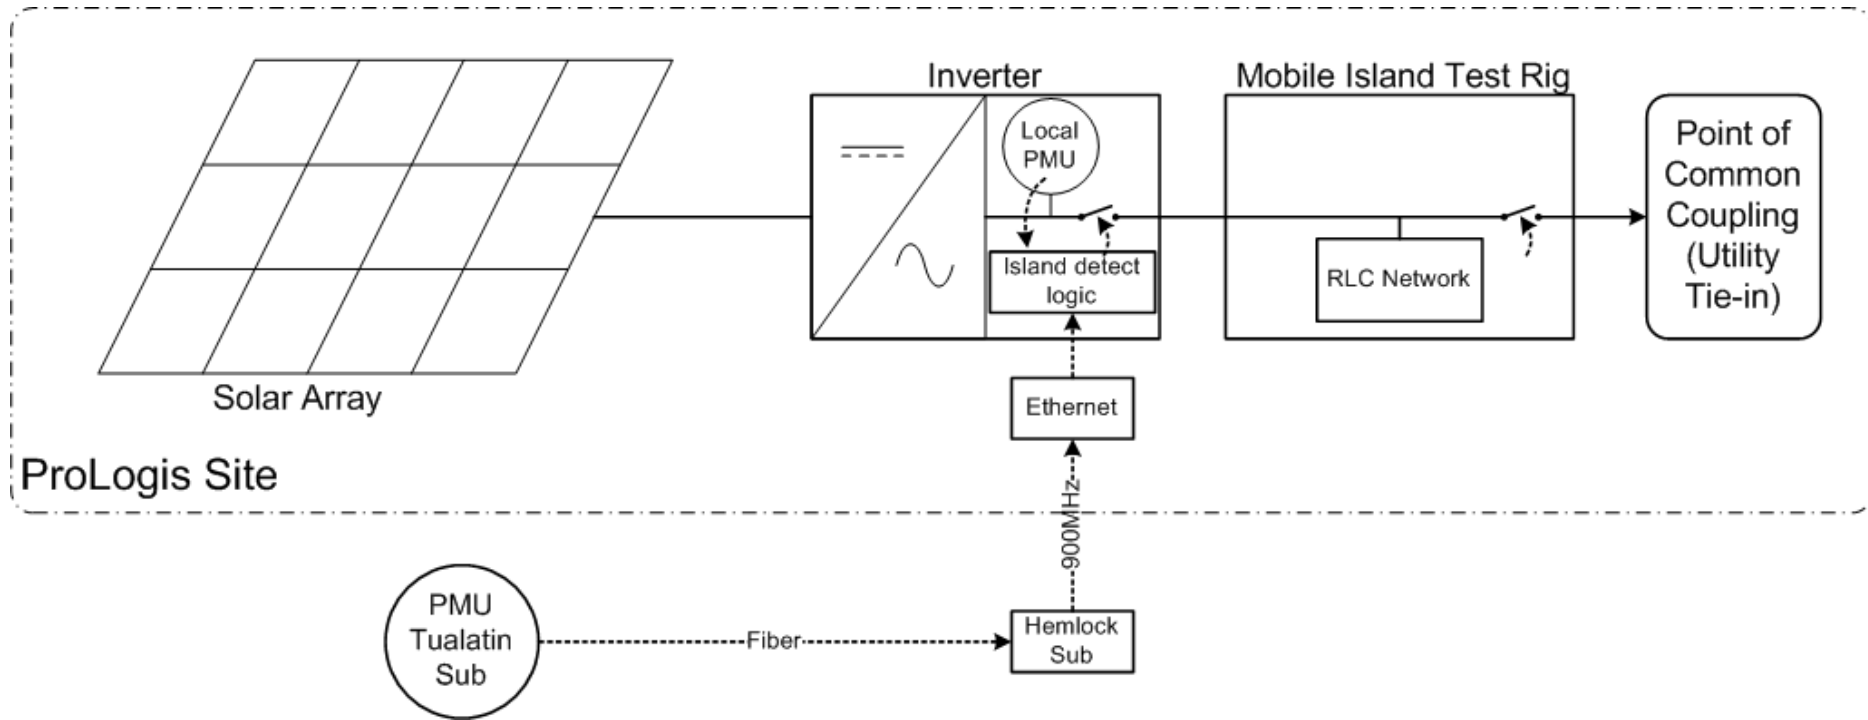 Inverter
Mobile Island Test Rig
Local
PMU
Point of
Common
Coupling
(Utility
Tie-in)
Island detect
logic
RLC Network
Solar Array
Ethernet
ProLogis Site
900MHz
PMU
Tualatin
Sub
Fiber
Hemlock
Sub